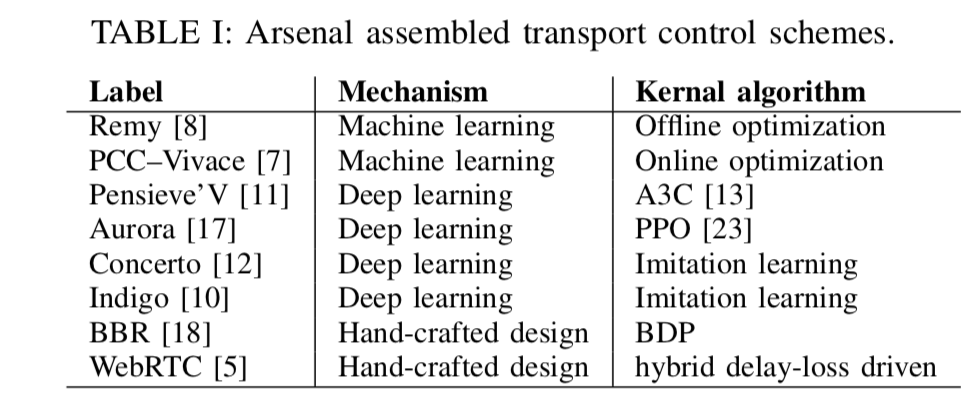 TABLE I: Arsenal assembled transport control schemes.
Label Mechanism Kernal algorithm
Remy [8] Machine learning Offline optimization
PCC–Vivace [7] Machine learning Online optimization
Pensieve'V [11] Deep learning A3C [13]
Aurora [17] Deep learning PPO [23]
Concerto [12] Deep learning Imitation learning
Indigo [10] Deep learning Imitation learning
BBR [18] Hand-crafted design BDP
WebRTC [5] Hand-crafted design hybrid delay-loss driven